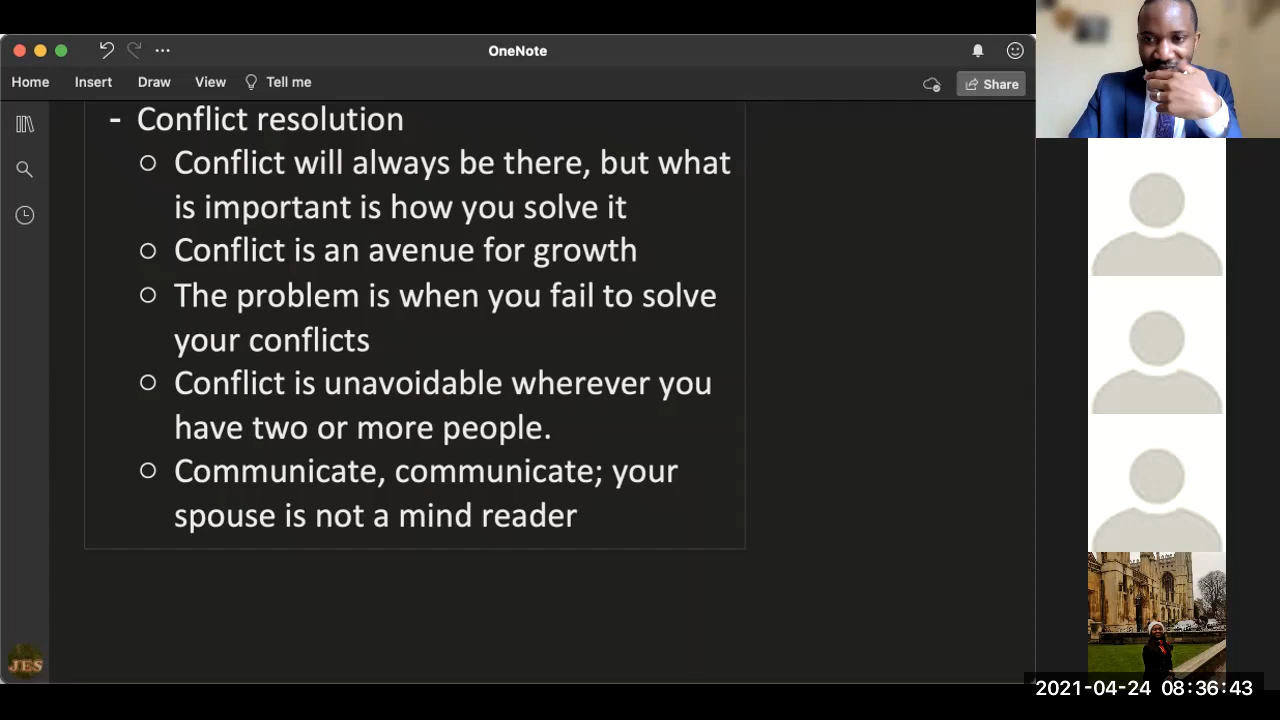 OneNote
Home Insert Draw View Tell me Share
- Conflict resolution
Conflict will always be there, but what
is important is how you solve it
Conflict is an avenue for growth
The problem is when you fail to solve
your conflicts
Conflict is unavoidable wherever you
have two or more people.
Communicate, communicate; your
spouse is not a mind reader
JES
2021-04-24 08:36:43